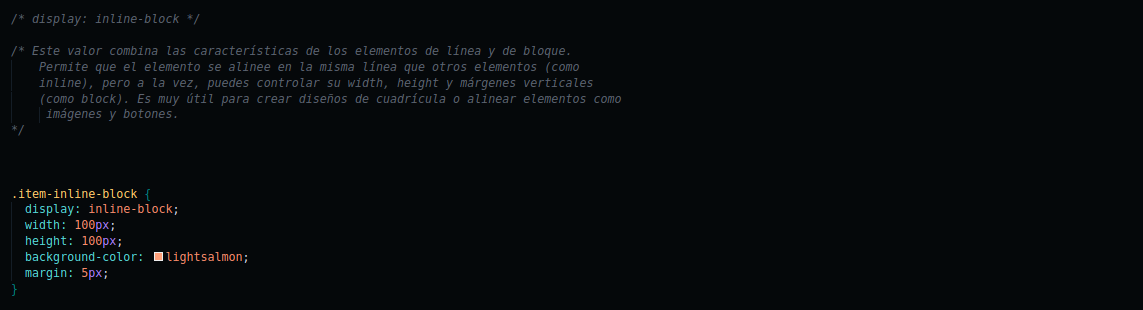 /* display: inline-block */
/* Este valor combina las características de los elementos de línea y de bloque.
Permite que el elemento se alinee en la misma línea que otros elementos (como
inline), pero a la vez, puedes controlar su width, height y márgenes verticales
(como block). Es muy útil para crear diseños de cuadrícula o alinear elementos como
imágenes y botones.
*/
.item-inline-block {
display: inline-block;
width: 100px;
height: 100px;
background-color: lightsalmon;
margin: 5px;
}